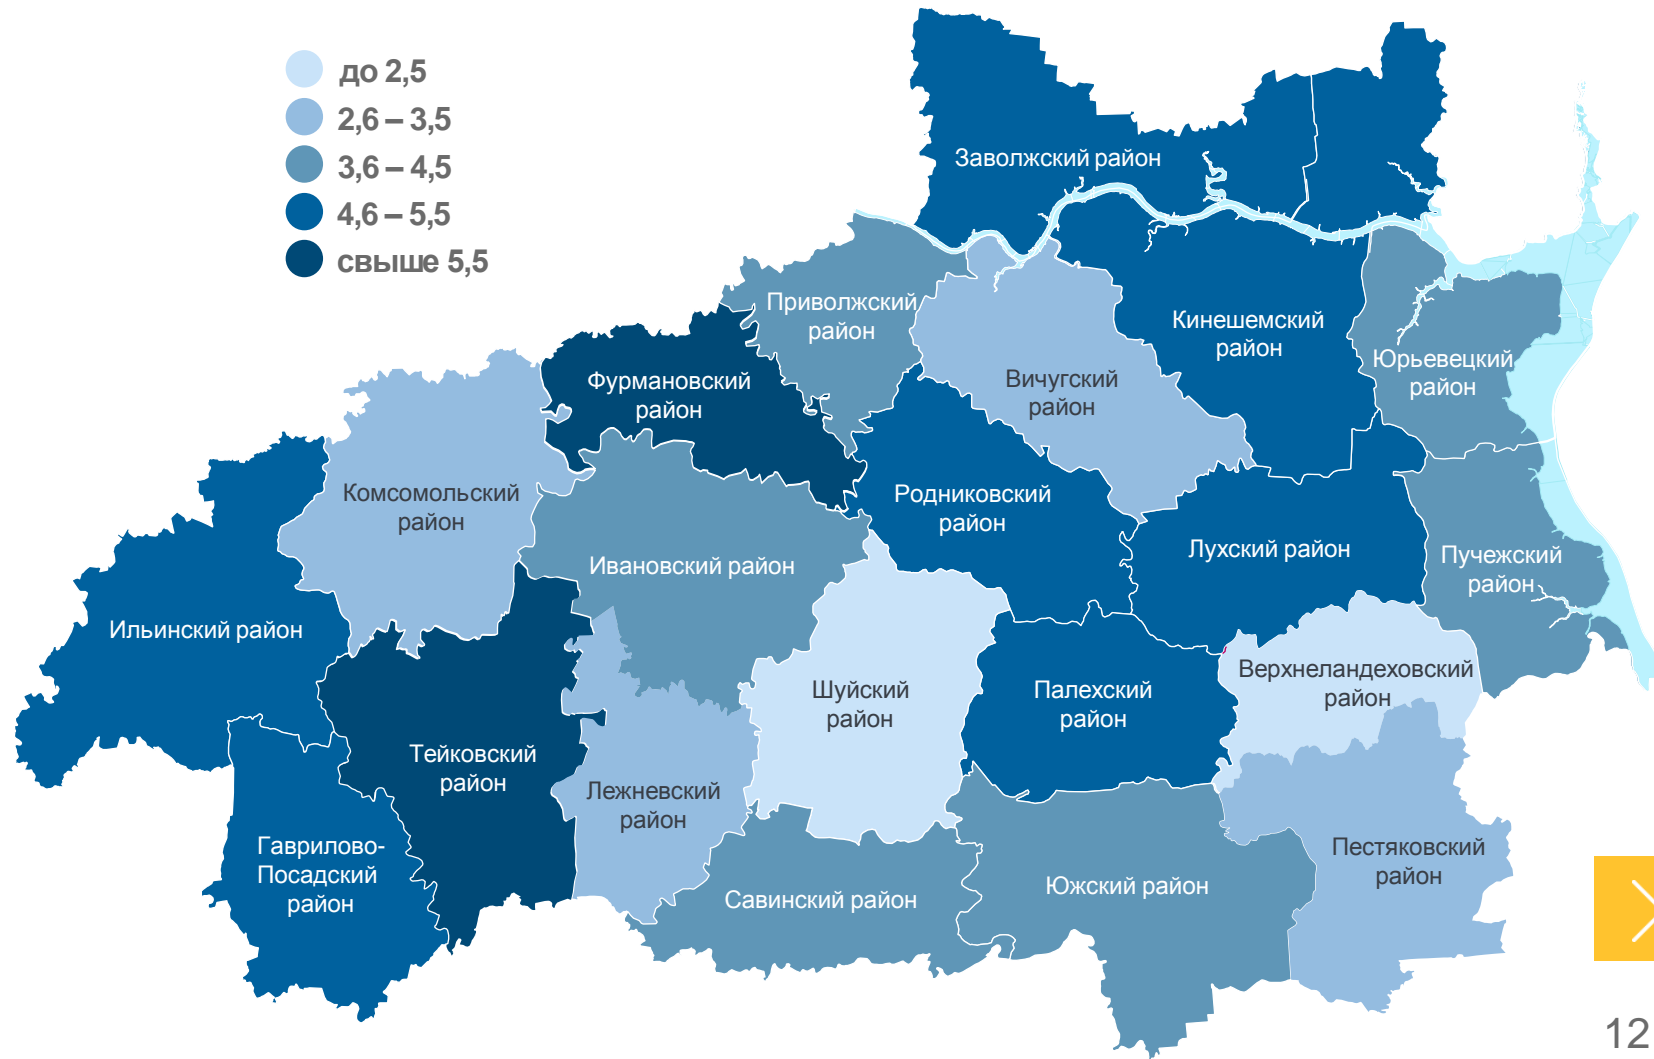 до 2,5
2,6 – 3,5
3,6 – 4,5
4,6 – 5,5
свыше 5,5
Заволжский район
Приволжский
район
Кинешемский
район
Юрьевецкий
район
Фурмановский
район
Вичугский
район
Комсомольский
район
Родниковский
район
Ивановский район
Лухский район
Пучежский
район
Ильинский район
Шуйский
район
Палехский
район
Верхнеландеховский
район
Тейковский
район
Лежневский
район
Гаврилово-
Посадский
район
Савинский район
Южский район
Пестяковский
район
12